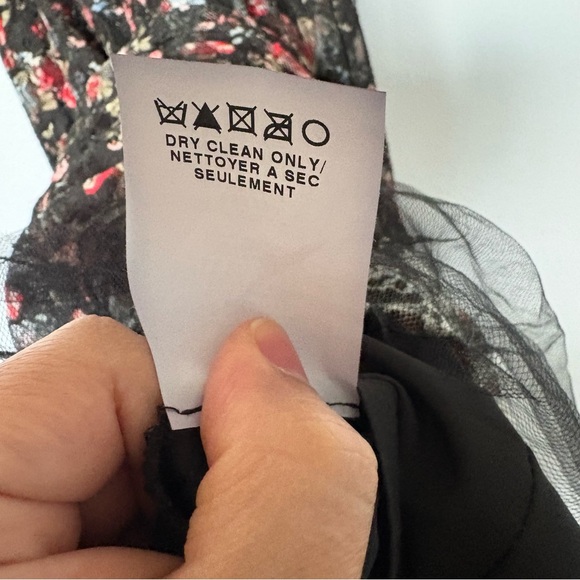 DRY CLEAN ONLY/
NETTOYER A SEC
SEULEMENT